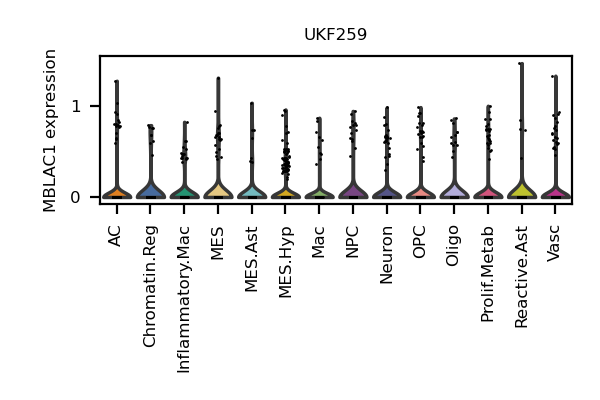 UKF259
MBLAC1 expression
1
0
AC
Chromatin.Reg
Inflammatory.Mac
MES
MES.Ast
MES.Hyp
Mac
NPC
Neuron
OPC
Oligo
Prolif.Metab
Reactive.Ast
Vasc